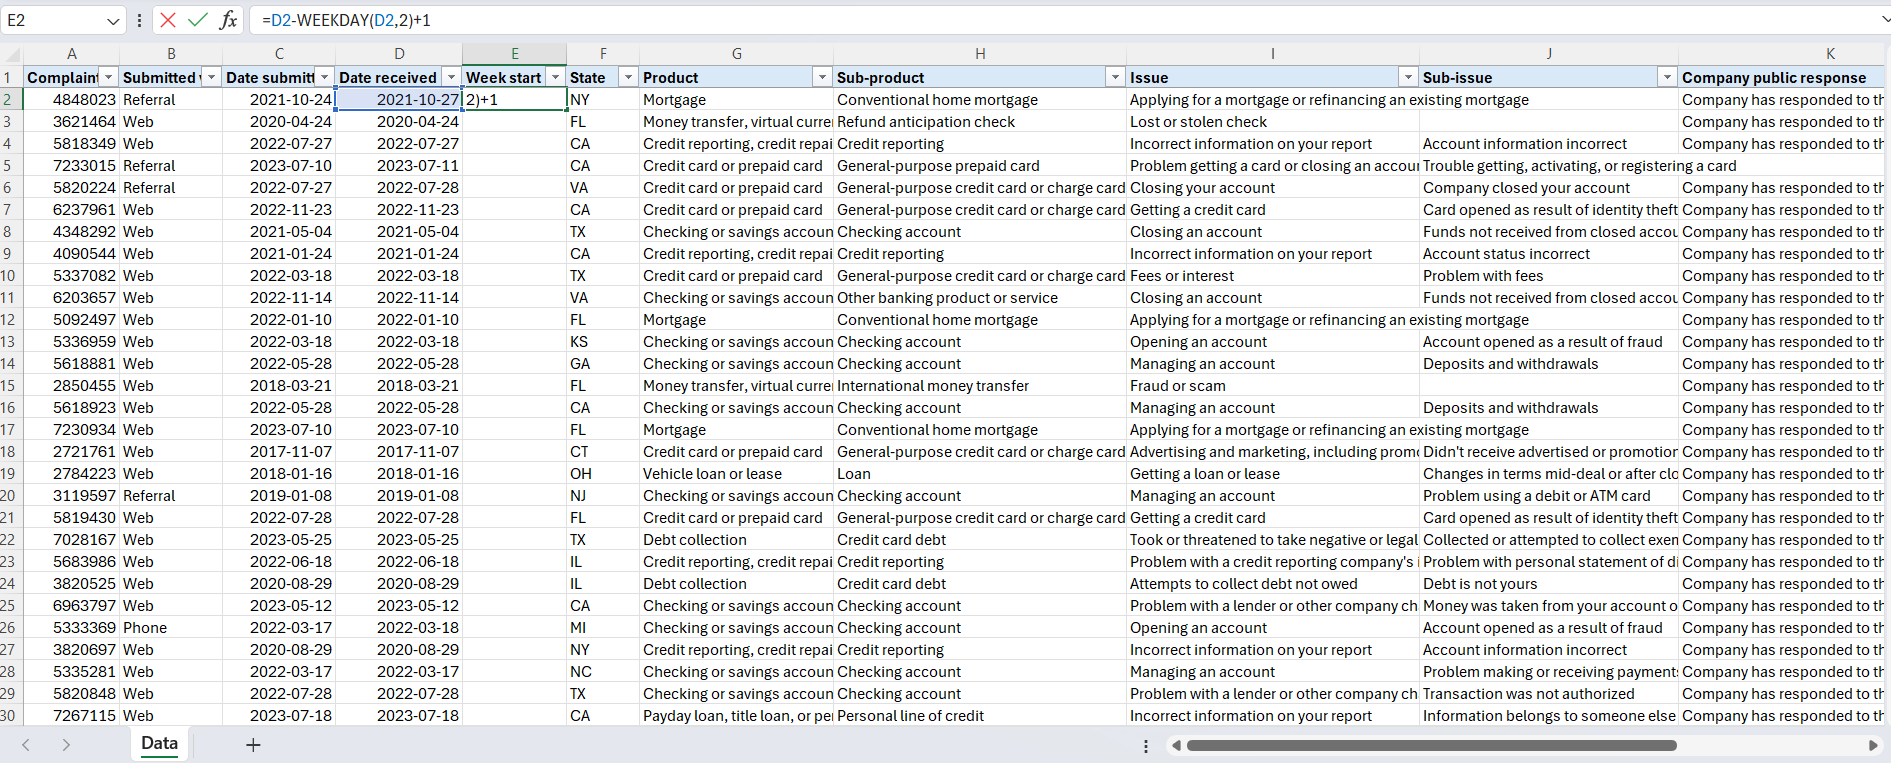 E2 fx =D2-WEEKDAY(D2,2)+1
A B C D E F G H I J K
1 Complain Submitted Date submitt Date received Week start State Product Sub-product Issue Sub-issue Company public response
2 4848023 Referral 2021-10-24 2021-10-27 2)+1 NY Mortgage Conventional home mortgage Applying for a mortgage or refinancing an existing mortgage Company has responded to th
3 3621464 Web 2020-04-24 2020-04-24 FL Money transfer, virtual curre Refund anticipation check Lost or stolen check Company has responded to th
4 5818349 Web 2022-07-27 2022-07-27 CA Credit reporting, credit repai Credit reporting Incorrect information on your report Account information incorrect Company has responded to th
5 7233015 Referral 2023-07-10 2023-07-11 CA Credit card or prepaid card General-purpose prepaid card Problem getting a card or closing an accour Trouble getting, activating, or registering a card
6 5820224 Referral 2022-07-27 2022-07-28 VA Credit card or prepaid card General-purpose credit card or charge card Closing your account Company closed your account Company has responded to th
7 6237961 Web 2022-11-23 2022-11-23 CA Credit card or prepaid card General-purpose credit card or charge card Getting a credit card Card opened as result of identity theft Company has responded to th
8 4348292 Web 2021-05-04 2021-05-04 TX Checking or savings accoun Checking account Closing an account Funds not received from closed accou Company has responded to th
9 4090544 Web 2021-01-24 2021-01-24 CA Credit reporting, credit repai Credit reporting Incorrect information on your report Account status incorrect Company has responded to th
10 5337082 Web 2022-03-18 2022-03-18 TX Credit card or prepaid card General-purpose credit card or charge card Fees or interest Problem with fees Company has responded to th
11 6203657 Web 2022-11-14 2022-11-14 VA Checking or savings accoun Other banking product or service Closing an account Funds not received from closed accou Company has responded to th
12 5092497 Web 2022-01-10 2022-01-10 FL Mortgage Conventional home mortgage Applying for a mortgage or refinancing an existing mortgage Company has responded to th
13 5336959 Web 2022-03-18 2022-03-18 KS Checking or savings accoun Checking account Opening an account Account opened as a result of fraud Company has responded to th
14 5618881 Web 2022-05-28 2022-05-28 GA Checking or savings accoun Checking account Managing an account Deposits and withdrawals Company has responded to th
15 2850455 Web 2018-03-21 2018-03-21 FL Money transfer, virtual curre International money transfer Fraud or scam Company has responded to th
16 5618923 Web 2022-05-28 2022-05-28 CA Checking or savings accoun Checking account Managing an account Deposits and withdrawals Company has responded to th
17 7230934 Web 2023-07-10 2023-07-10 FL Mortgage Conventional home mortgage Applying for a mortgage or refinancing an existing mortgage Company has responded to th
18 2721761 Web 2017-11-07 2017-11-07 CT Credit card or prepaid card General-purpose credit card or charge card Advertising and marketing, including promo Didn't receive advertised or promotion Company has responded to th
19 2784223 Web 2018-01-16 2018-01-16 OH Vehicle loan or lease Loan Getting a loan or lease Changes in terms mid-deal or after clo Company has responded to th
20 3119597 Referral 2019-01-08 2019-01-08 NJ Checking or savings accoun Checking account Managing an account Problem using a debit or ATM card Company has responded to th
21 5819430 Web 2022-07-28 2022-07-28 FL Credit card or prepaid card General-purpose credit card or charge card Getting a credit card Card opened as result of identity theft Company has responded to th
22 7028167 Web 2023-05-25 2023-05-25 TX Debt collection Credit card debt Took or threatened to take negative or legal Collected or attempted to collect exem Company has responded to th
23 5683986 Web 2022-06-18 2022-06-18 IL Credit reporting, credit repai Credit reporting Problem with a credit reporting company's i Problem with personal statement of di Company has responded to th
24 3820525 Web 2020-08-29 2020-08-29 IL Debt collection Credit card debt Attempts to collect debt not owed Debt is not yours Company has responded to th
25 6963797 Web 2023-05-12 2023-05-12 CA Checking or savings accoun Checking account Problem with a lender or other company ch Money was taken from your account o Company has responded to th
26 5333369 Phone 2022-03-17 2022-03-18 MI Checking or savings accoun Checking account Opening an account Account opened as a result of fraud Company has responded to th
27 3820697 Web 2020-08-29 2020-08-29 NY Credit reporting, credit repai Credit reporting Incorrect information on your report Account information incorrect Company has responded to th
28 5335281 Web 2022-03-17 2022-03-17 NC Checking or savings accoun Checking account Managing an account Problem making or receiving payments Company has responded to th
29 5820848 Web 2022-07-28 2022-07-28 TX Checking or savings accoun Checking account Problem with a lender or other company ch Transaction was not authorized Company has responded to th
30 7267115 Web 2023-07-18 2023-07-18 CA Payday loan, title loan, or pe Personal line of credit Incorrect information on your report Information belongs to someone else Company has responded to th
Data